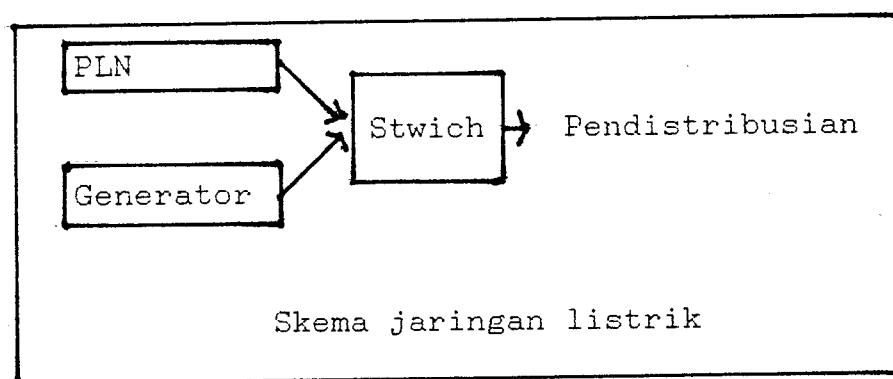 PLN
Stwich
Pendistribusian
Generator
Skema jaringan listrik